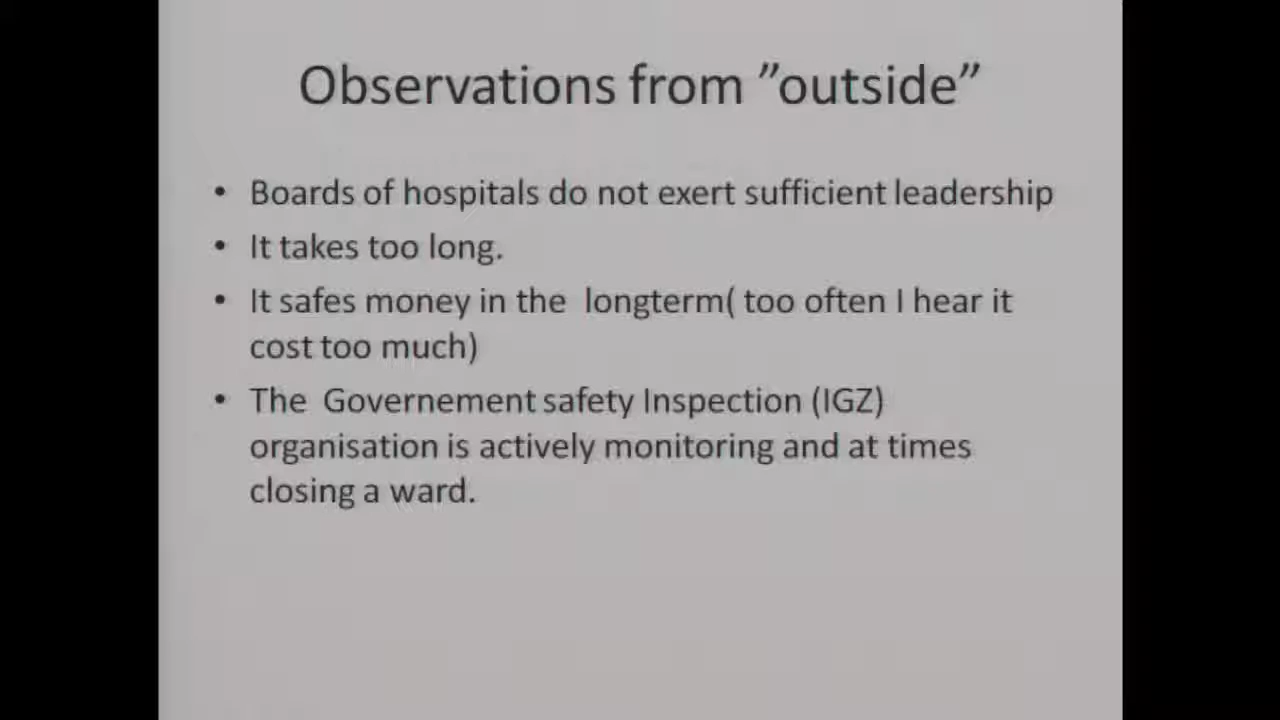 Observations from ”outside”
• Boards of hospitals do not exert sufficient leadership
• It takes too long.
• It safes money in the longterm( too often I hear it
cost too much)
• The Governement safety Inspection (IGZ)
organisation is actively monitoring and at times
closing a ward.